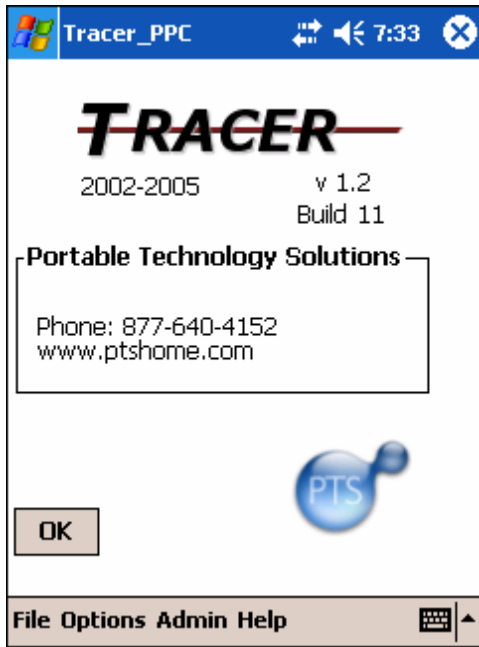 Tracer_PPC 7:33
TRACER
2002-2005 v 1.2
Build 11
Portable Technology Solutions
Phone: 877-640-4152
www.ptshome.com
PTS
OK
File Options Admin Help